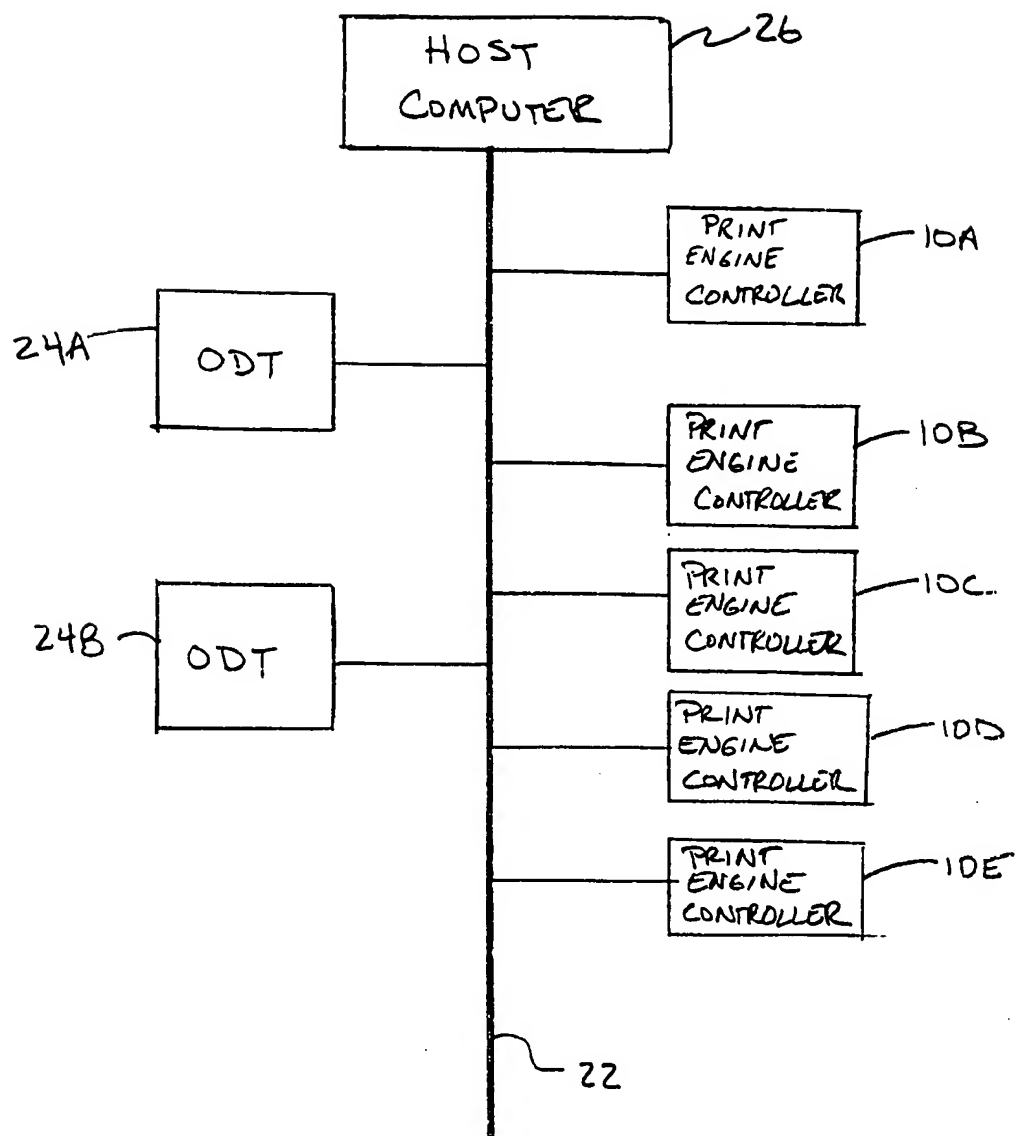 HOST
COMPUTER
26
PRINT
ENGINE
CONTROLLER
10A
24A
ODT
PRINT
ENGINE
CONTROLLER
10B
PRINT
ENGINE
CONTROLLER
10C
24B
ODT
PRINT
ENGINE
CONTROLLER
10D
PRINT
ENGINE
CONTROLLER
10E
22